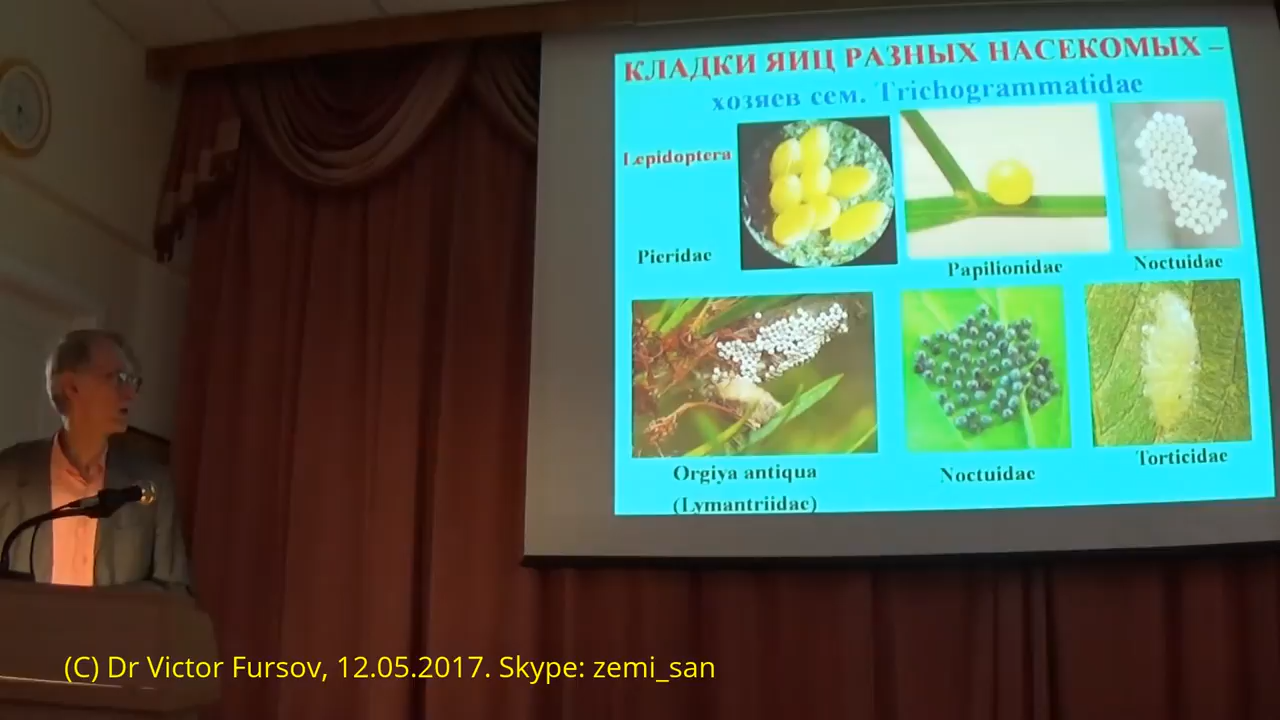 КЛАДКИ ЯИЦ РАЗНЫХ НАСЕКОМЫХ –
хозяев сем. Trichogrammatidae
Lepidoptera
Pieridae
Papilionidae
Noctuidae
Orgiya antiqua
(Lymantriidae)
Noctuidae
Torticidae
(C) Dr Victor Fursov, 12.05.2017. Skype: zemi_san